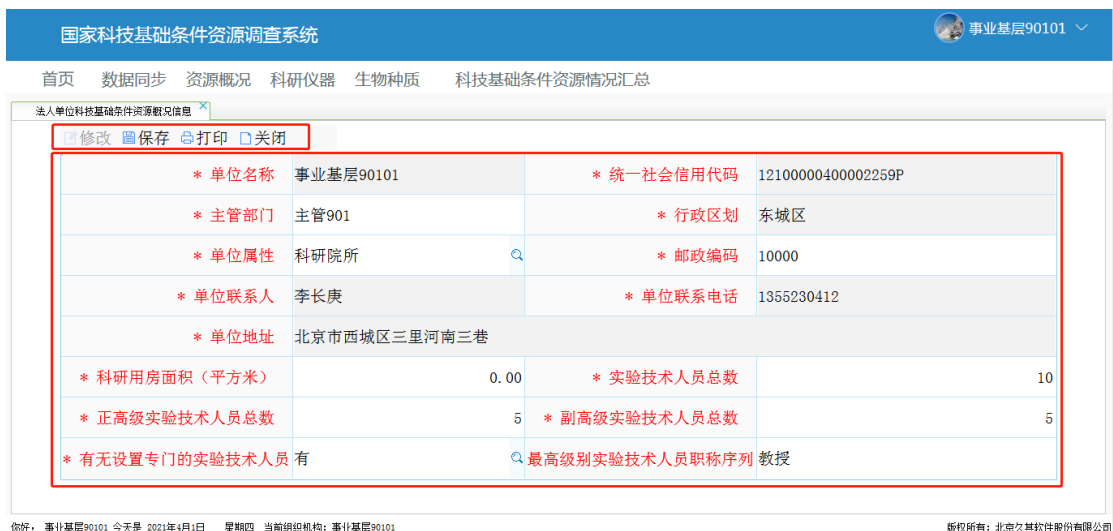 国家科技基础条件资源调查系统 事业基层90101
首页 数据同步 资源概况 科研仪器 生物种质 科技基础条件资源情况汇总
法人单位科技基础条件资源概况信息 ×
修改 保存 打印 关闭
* 单位名称 事业基层90101 * 统一社会信用代码 12100000400002259P
* 主管部门 主管901 * 行政区划 东城区
* 单位属性 科研院所 * 邮政编码 10000
* 单位联系人 李长庚 * 单位联系电话 1355230412
* 单位地址 北京市西城区三里河南三巷
* 科研用房面积（平方米） 0.00 * 实验技术人员总数 10
* 正高级实验技术人员总数 5 * 副高级实验技术人员总数 5
* 有无设置专门的实验技术人员 有 最高级别实验技术人员职称序列 教授
你好， 事业基层90101 今天是 2021年4月1日 星期四 当前组织机构：事业基层90101 版权所有：北京久其软件股份有限公司